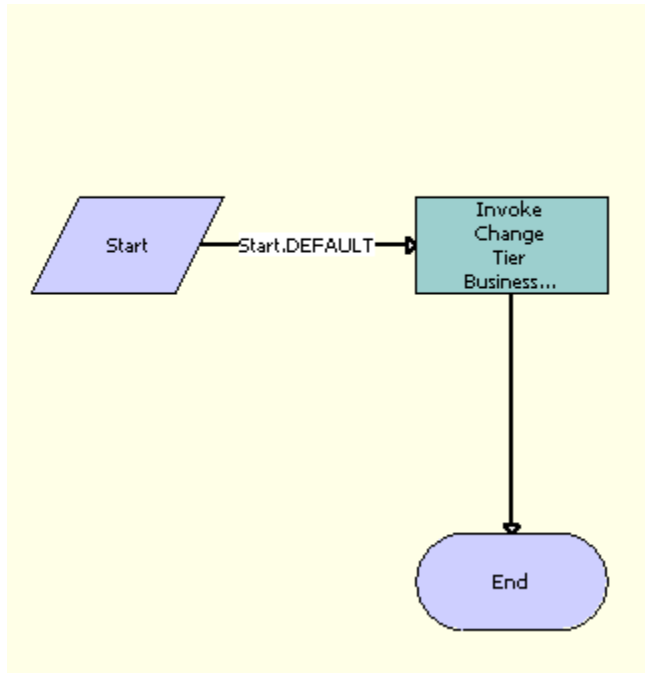 Start
Start.DEFAULT
Invoke
Change
Tier
Business...
End